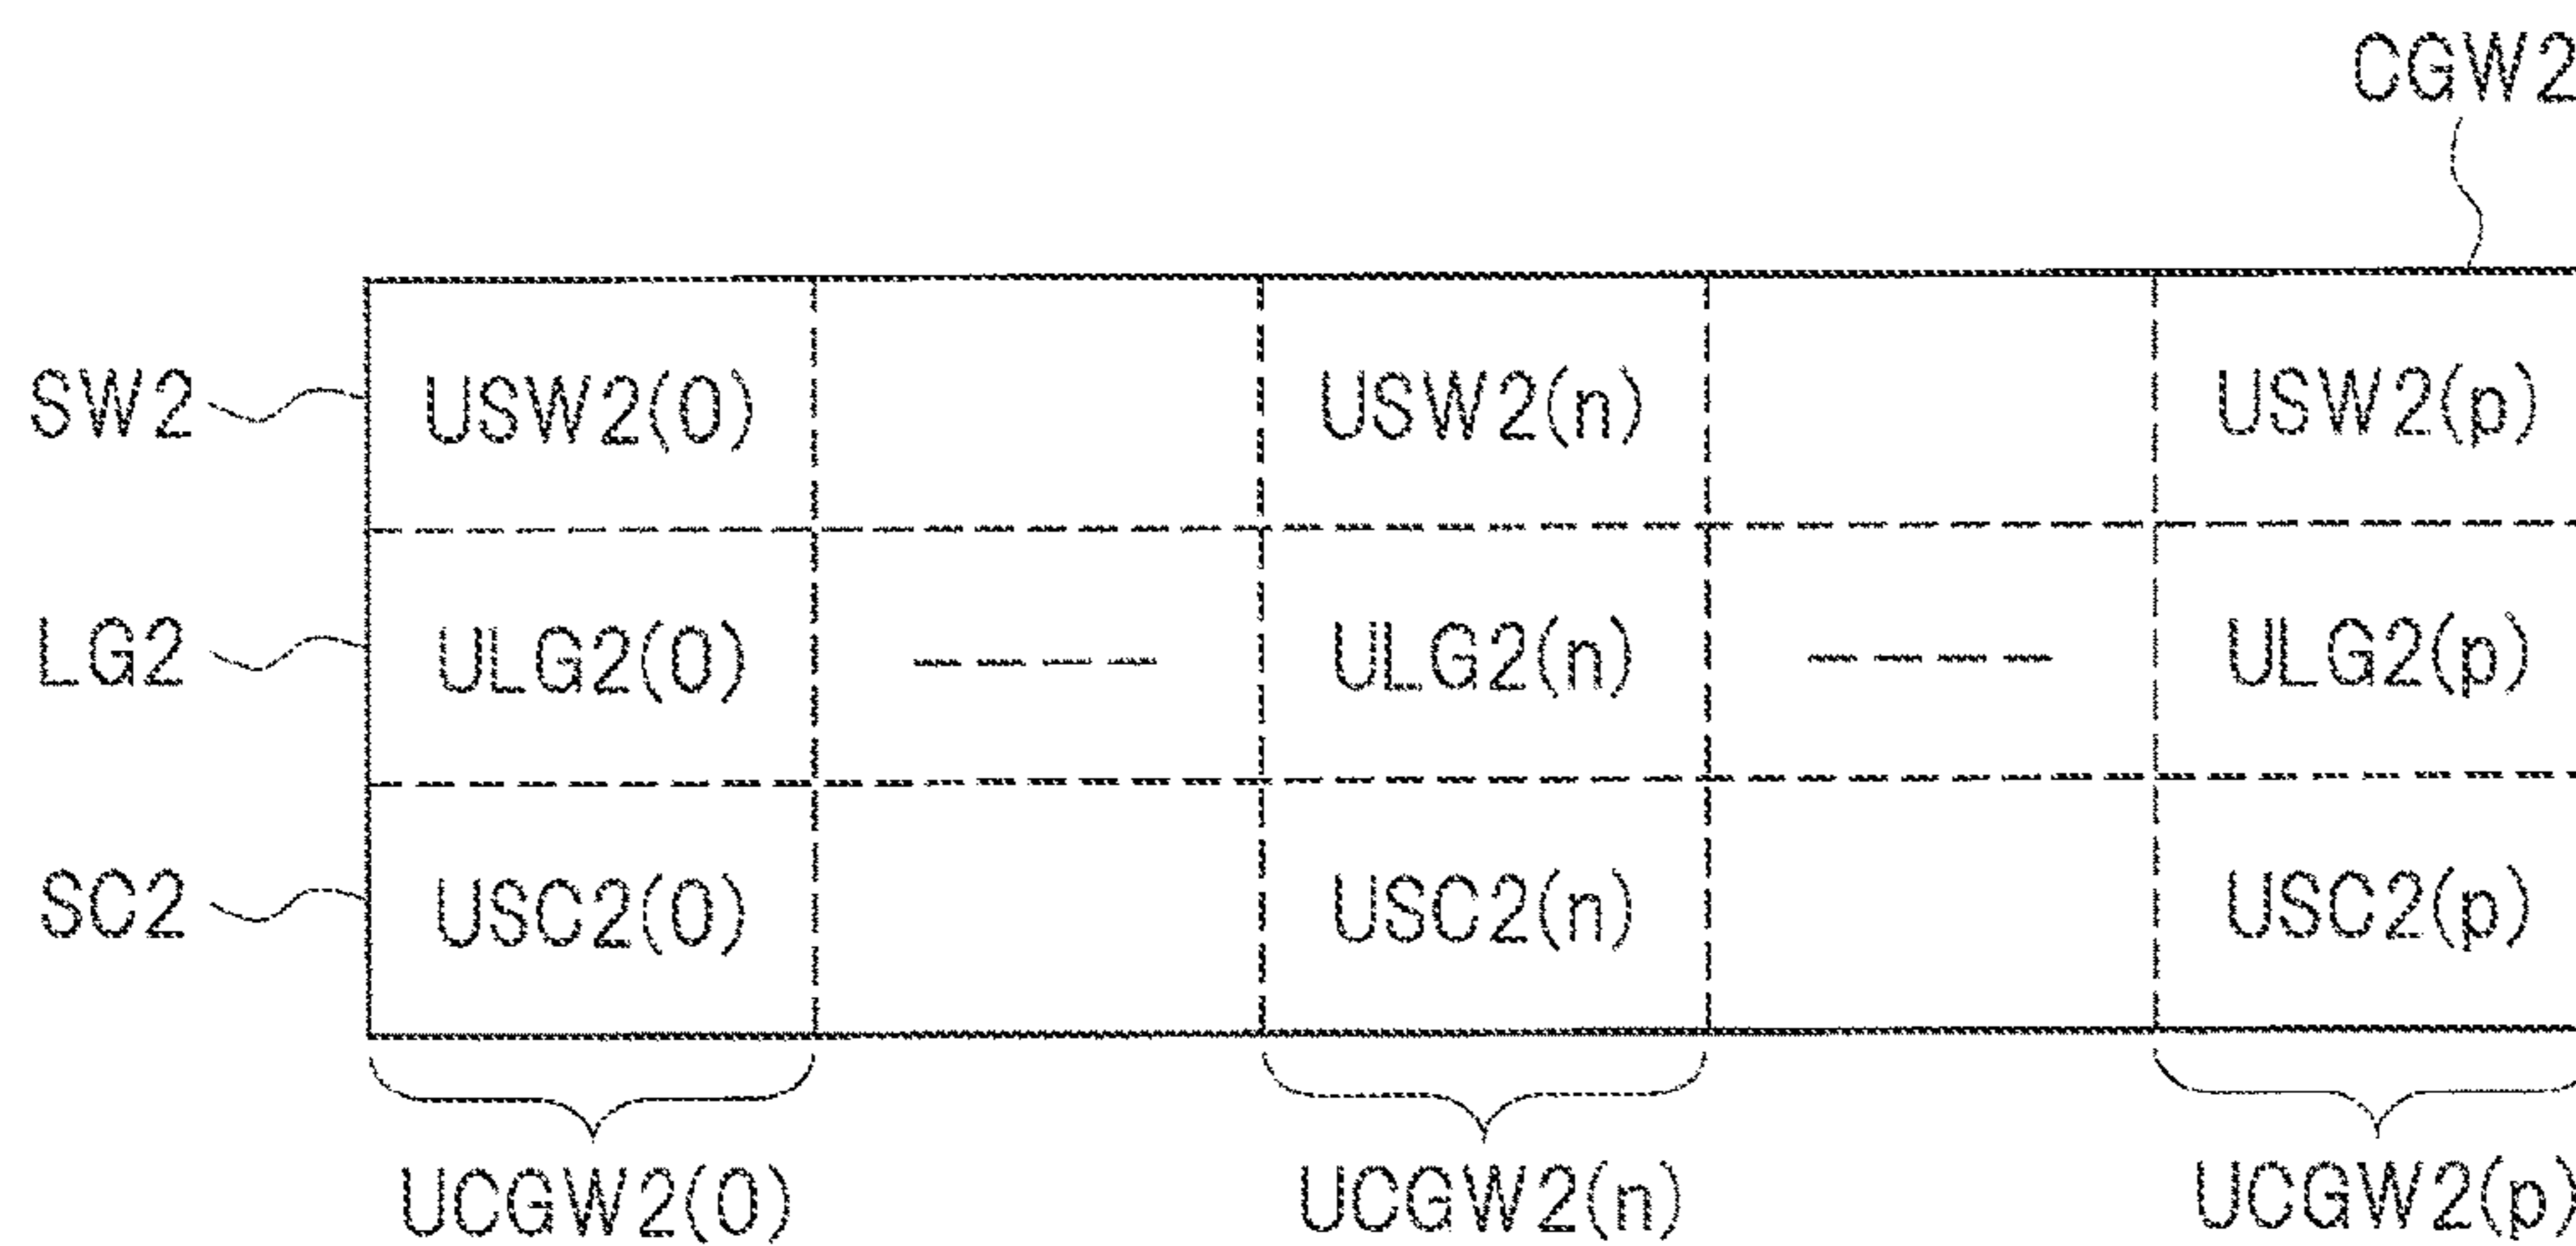 CGW2
SW2 USW2(0) USW2(n) USW2(p)
LG2 ULG2(0) ULG2(n) ULG2(p)
SC2 USC2(0) USC2(n) USC2(p)
UCGW2(0) UCGW2(n) UCGW2(p)